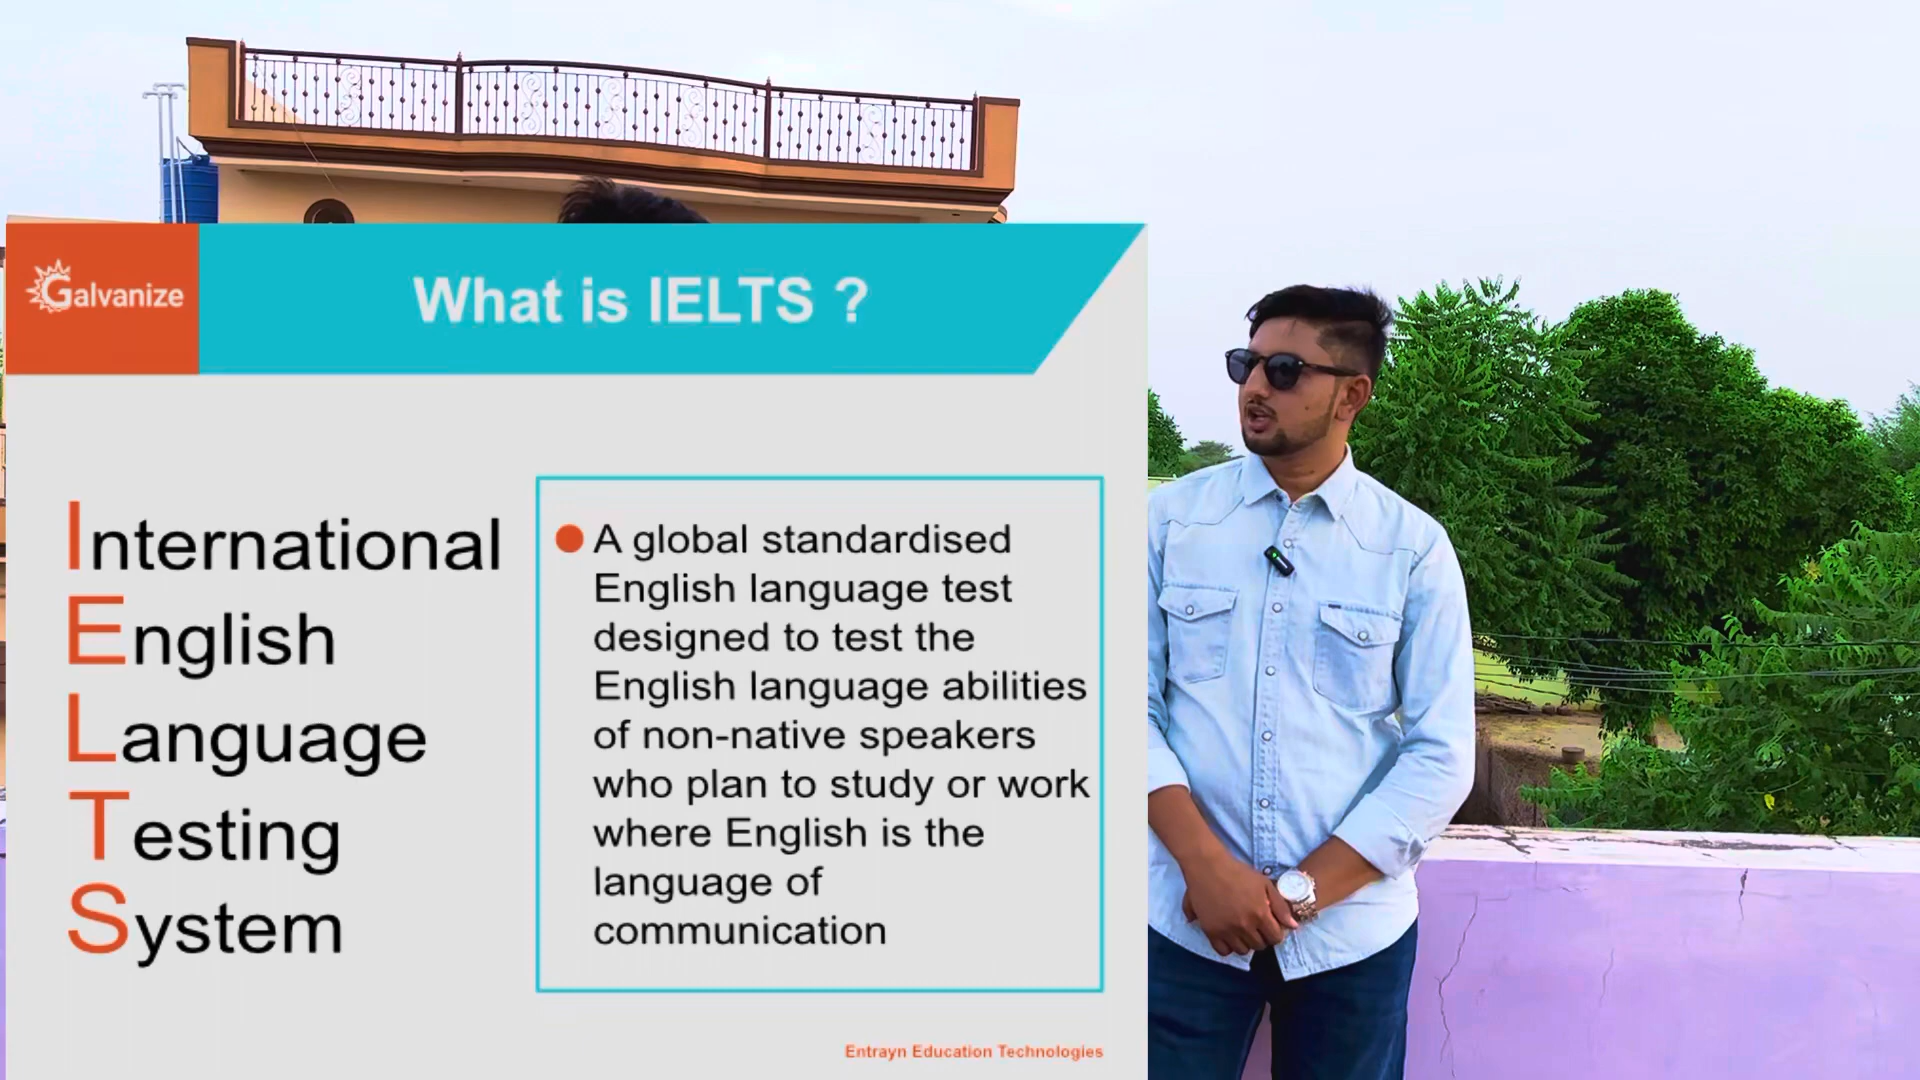 Galvanize
What is IELTS ?
International
English
Language
Testing
System
A global standardised
English language test
designed to test the
English language abilities
of non-native speakers
who plan to study or work
where English is the
language of
communication
Entrayn Education Technologies